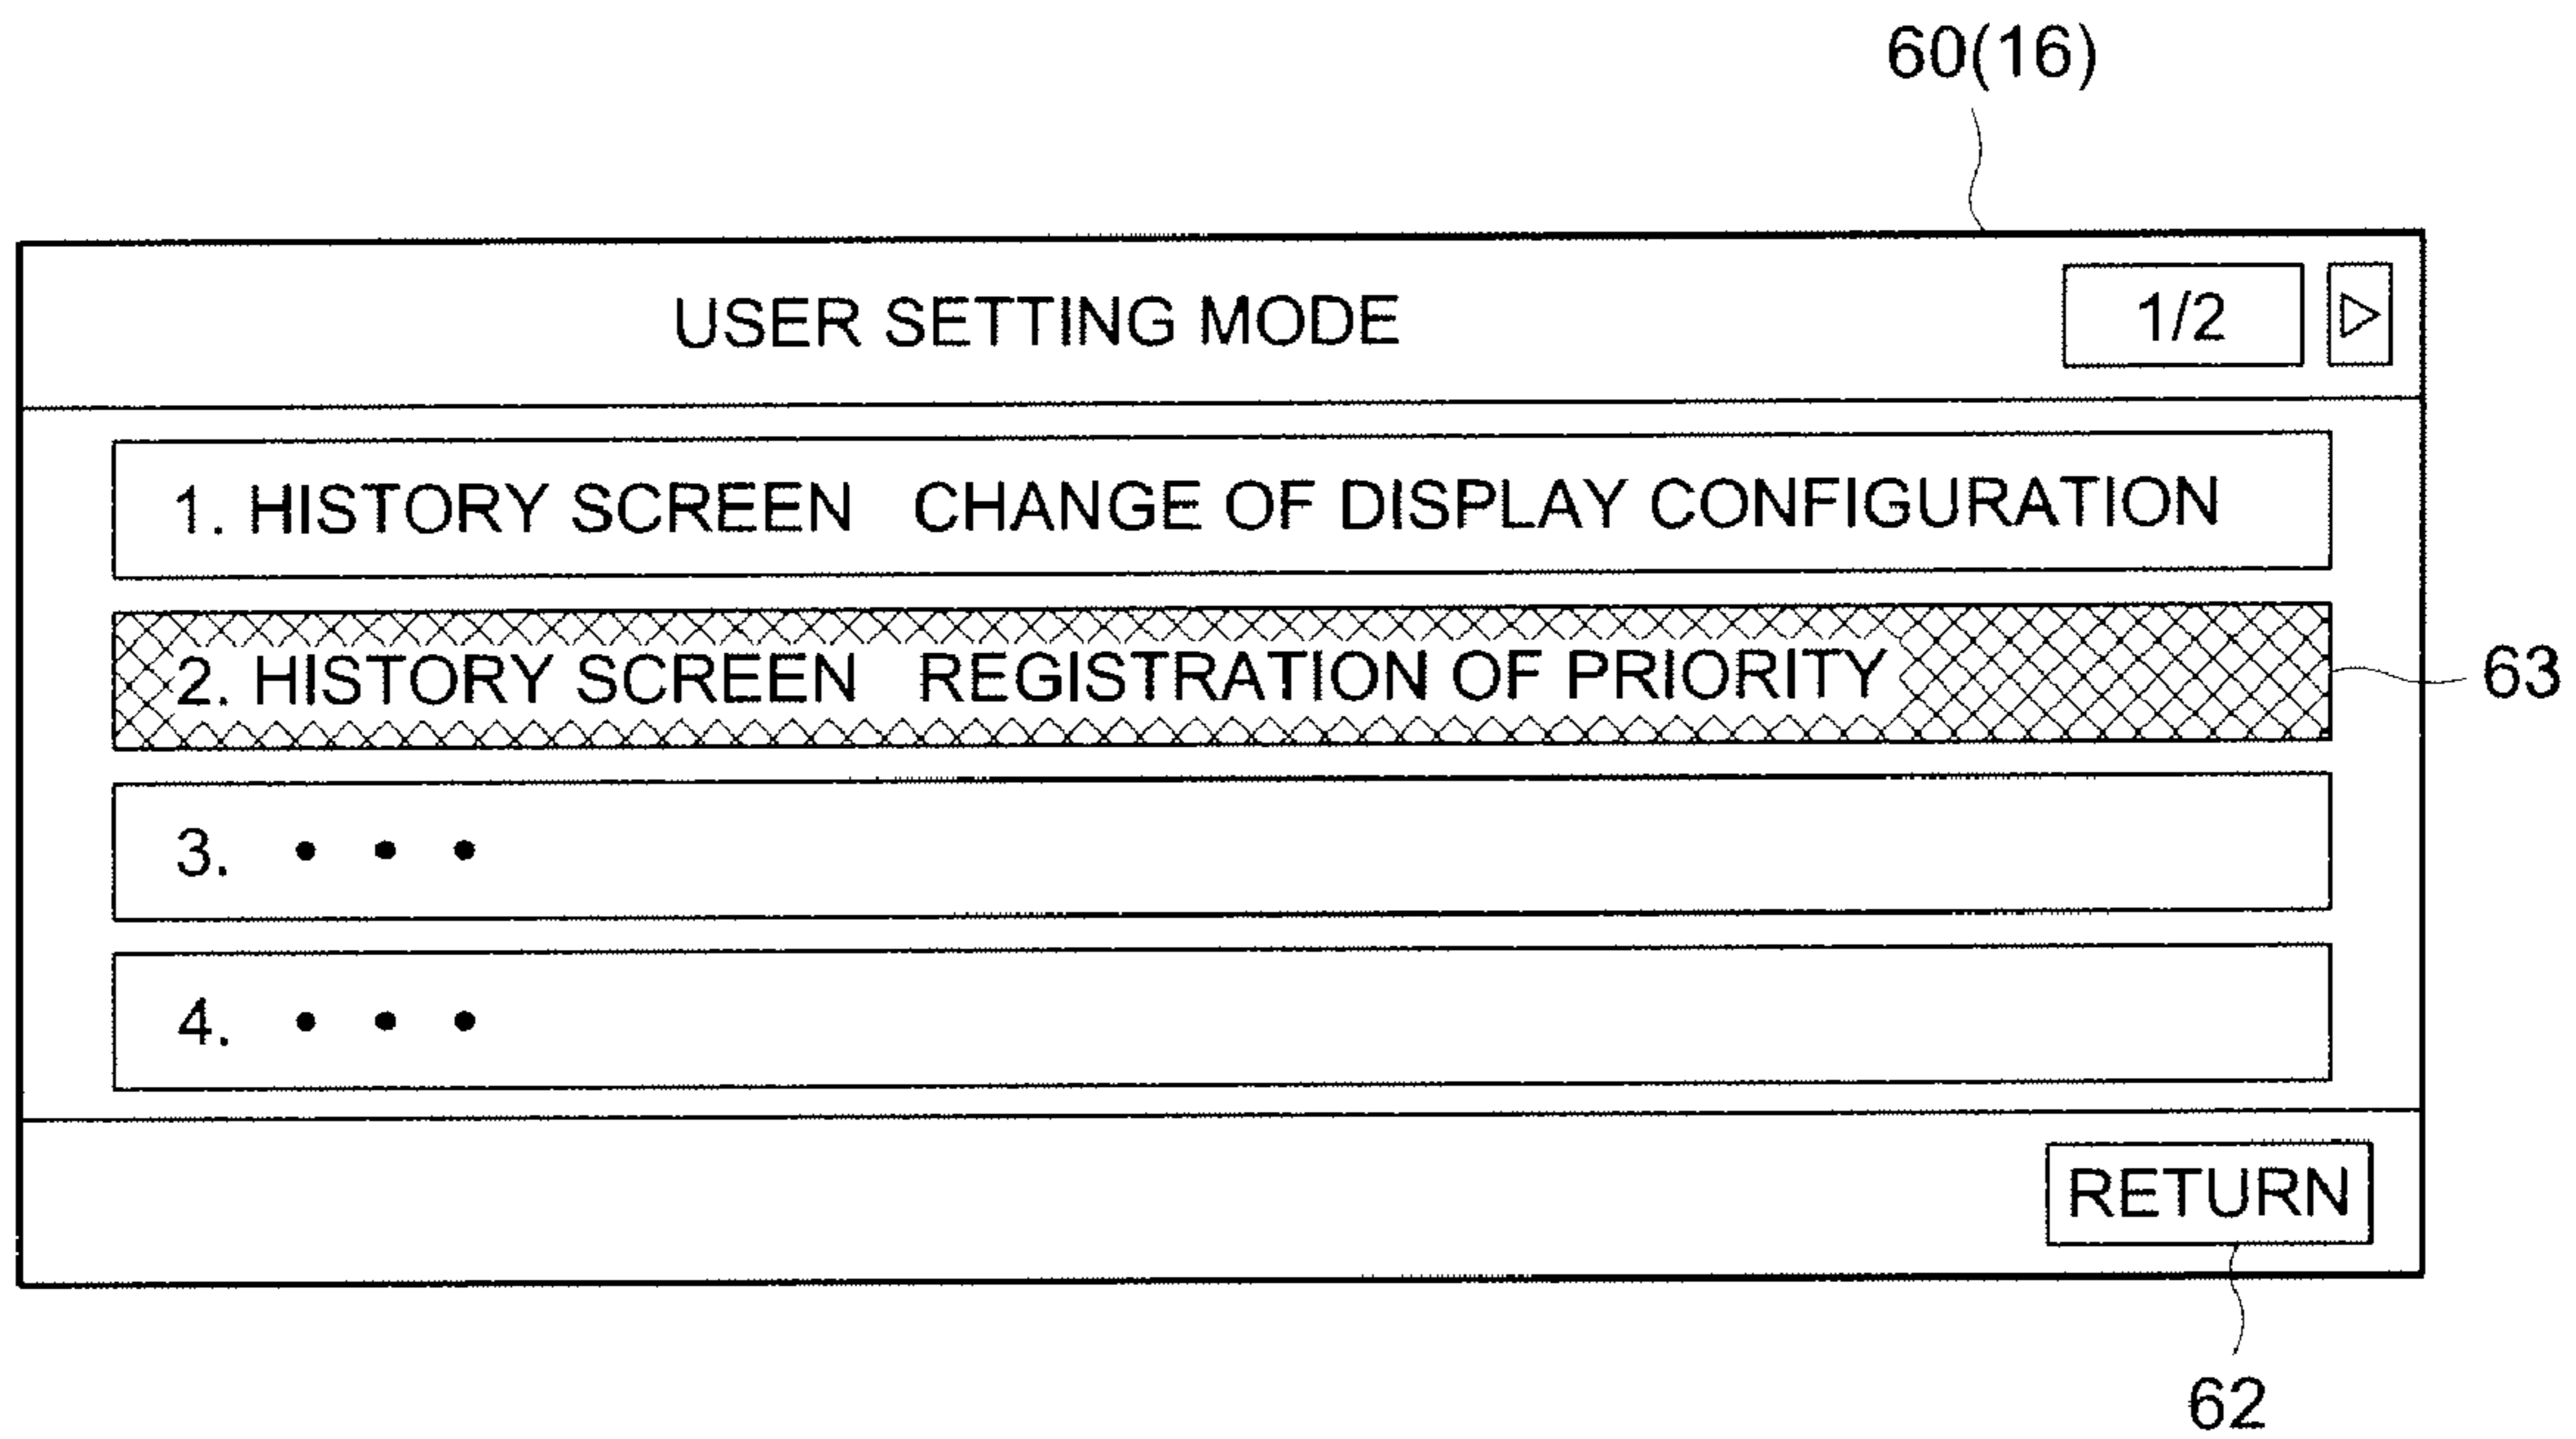 60(16)
USER SETTING MODE 1/2
1. HISTORY SCREEN CHANGE OF DISPLAY CONFIGURATION
2. HISTORY SCREEN REGISTRATION OF PRIORITY
63
3. • • •
4. • • •
RETURN
62